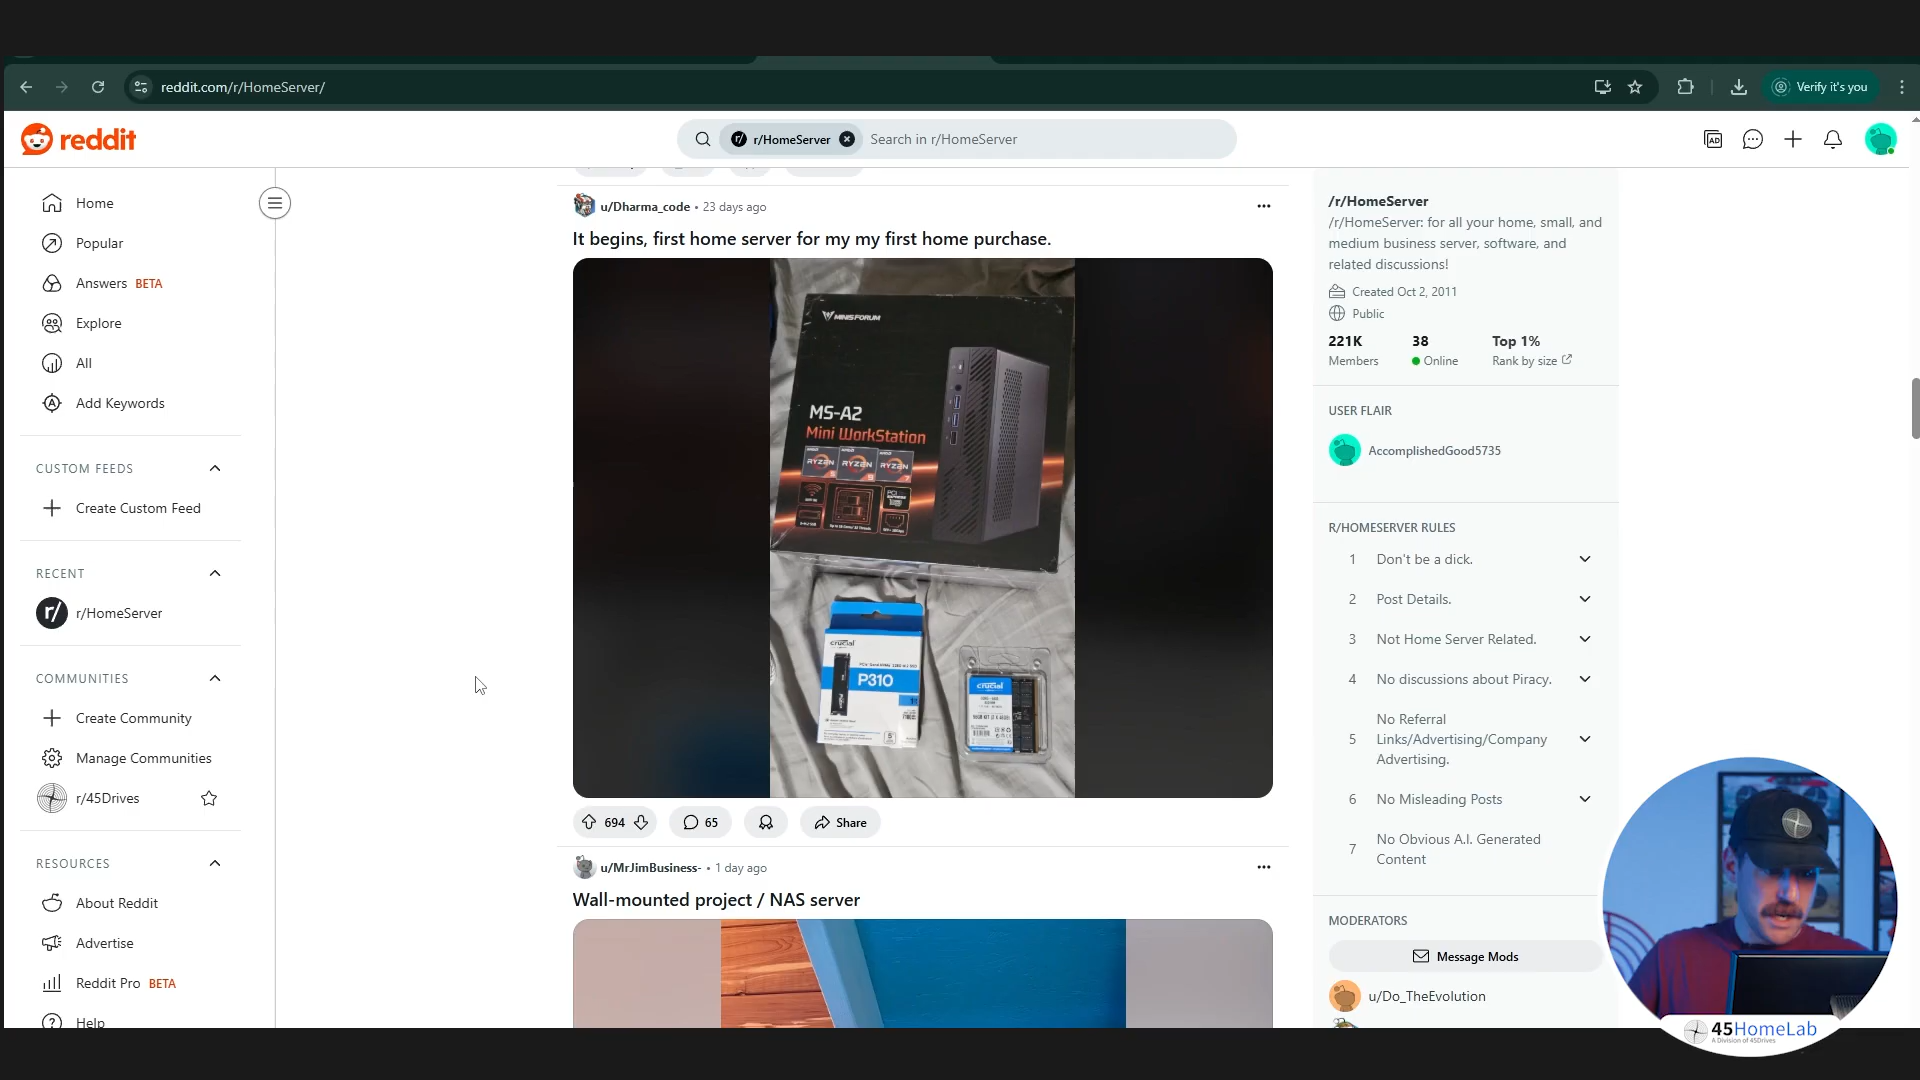 reddit.com/r/HomeServer/
Verify it's you
reddit
r/HomeServer
Search in r/HomeServer
Home
Popular
Answers BETA
Explore
All
Add Keywords
CUSTOM FEEDS
Create Custom Feed
RECENT
r/HomeServer
COMMUNITIES
Create Community
Manage Communities
r/45Drives
RESOURCES
About Reddit
Advertise
Reddit Pro BETA
Help
u/Dharma_code • 23 days ago
It begins, first home server for my my first home purchase.
MINISFORUM
MS-A2
Mini WorkStation
RYZEN RYZEN RYZEN
crucial
P310
crucial
694
65
Share
u/MrJimBusiness- • 1 day ago
Wall-mounted project / NAS server
/r/HomeServer
/r/HomeServer: for all your home, small, and
medium business server, software, and
related discussions!
Created Oct 2, 2011
Public
221K 38 Top 1%
Members Online Rank by size
USER FLAIR
AccomplishedGood5735
R/HOMESERVER RULES
1 Don't be a dick.
2 Post Details.
3 Not Home Server Related.
4 No discussions about Piracy.
5 No Referral
Links/Advertising/Company
Advertising.
6 No Misleading Posts
7 No Obvious A.I. Generated
Content
MODERATORS
Message Mods
u/Do_TheEvolution
45HomeLab
A Division of 45Drives